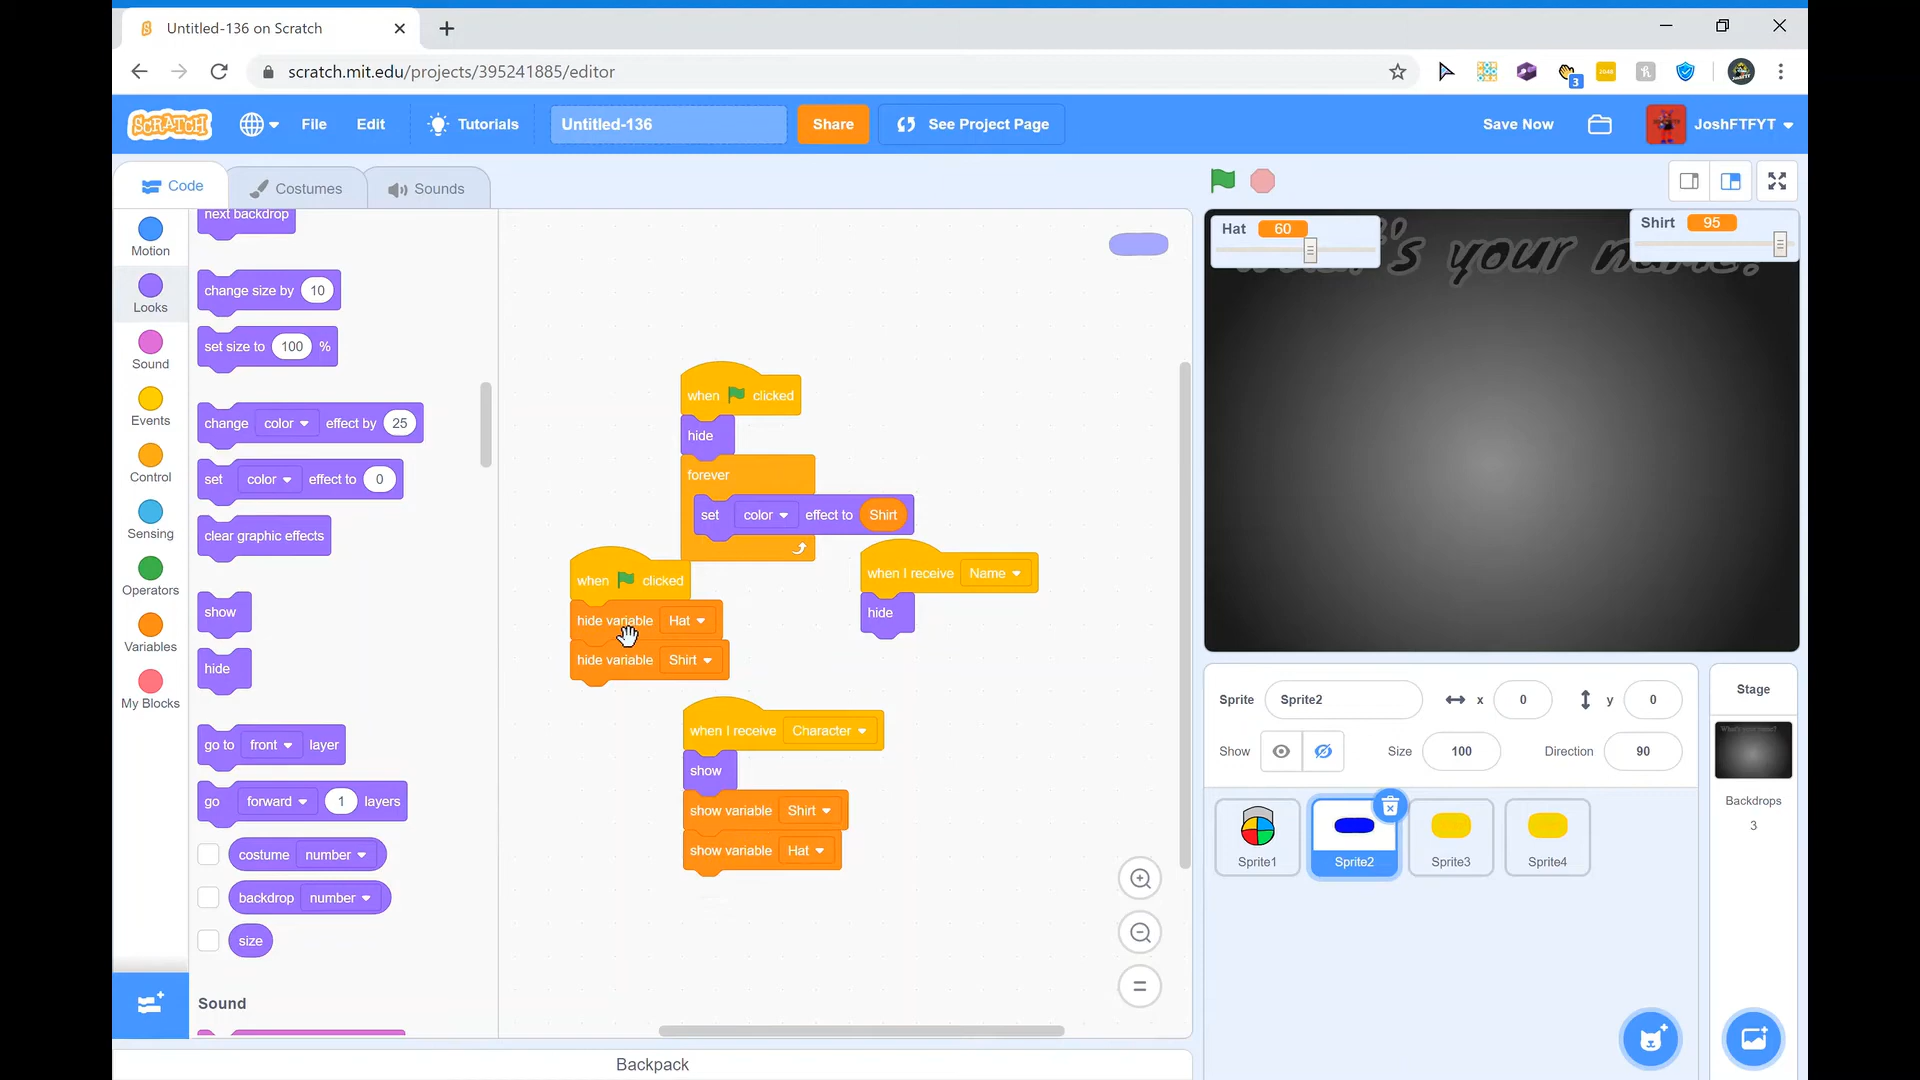 Untitled-136 on Scratch
scratch.mit.edu/projects/395241885/editor
3
SCRATCH
File
Edit
Tutorials
Untitled-136
Share
See Project Page
Save Now
JoshFTFYT
Code
Costumes
Sounds
Motion
Looks
Sound
Events
Control
Sensing
Operators
Variables
My Blocks
next backdrop
change size by 10
set size to 100 %
change color effect by 25
set color effect to 0
clear graphic effects
show
hide
go to front layer
go forward 1 layers
costume number
backdrop number
size
Sound
when clicked
hide
forever
set color effect to Shirt
when clicked
hide variable Hat
hide variable Shirt
when I receive Name
hide
when I receive Character
show
show variable Shirt
show variable Hat
Backpack
Hat 60
Shirt 95
's your name?
Sprite Sprite2 x 0 y 0
Show Size 100 Direction 90
Sprite1
Sprite2
Sprite3
Sprite4
Stage
What's your name?
Backdrops
3